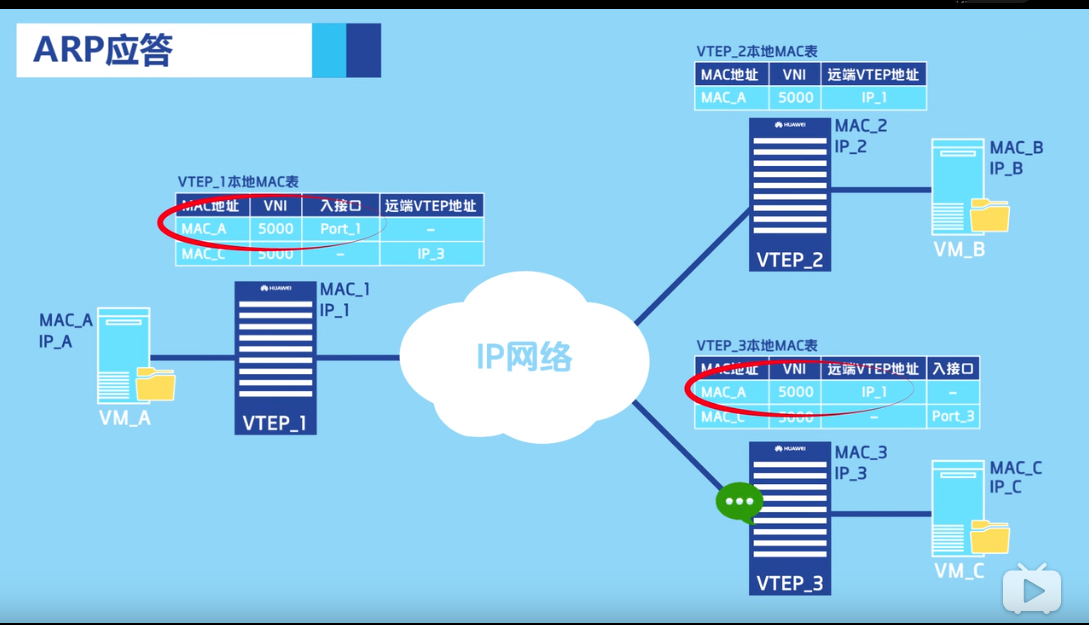 ARP应答
VTEP_2本地MAC表
MAC地址 VNI 远端VTEP地址
MAC_A 5000 IP_1
HUAWEI
MAC_2
IP_2
VTEP_2
MAC_B
IP_B
VM_B
VTEP_1本地MAC表
MAC地址 VNI 入接口 远端VTEP地址
MAC_A 5000 Port_1 –
MAC_C 5000 – IP_3
MAC_A
IP_A
VM_A
HUAWEI
MAC_1
IP_1
VTEP_1
IP网络
VTEP_3本地MAC表
MAC地址 VNI 远端VTEP地址 入接口
MAC_A 5000 IP_1 –
MAC_C 5000 – Port_3
HUAWEI
MAC_3
IP_3
VTEP_3
MAC_C
IP_C
VM_C